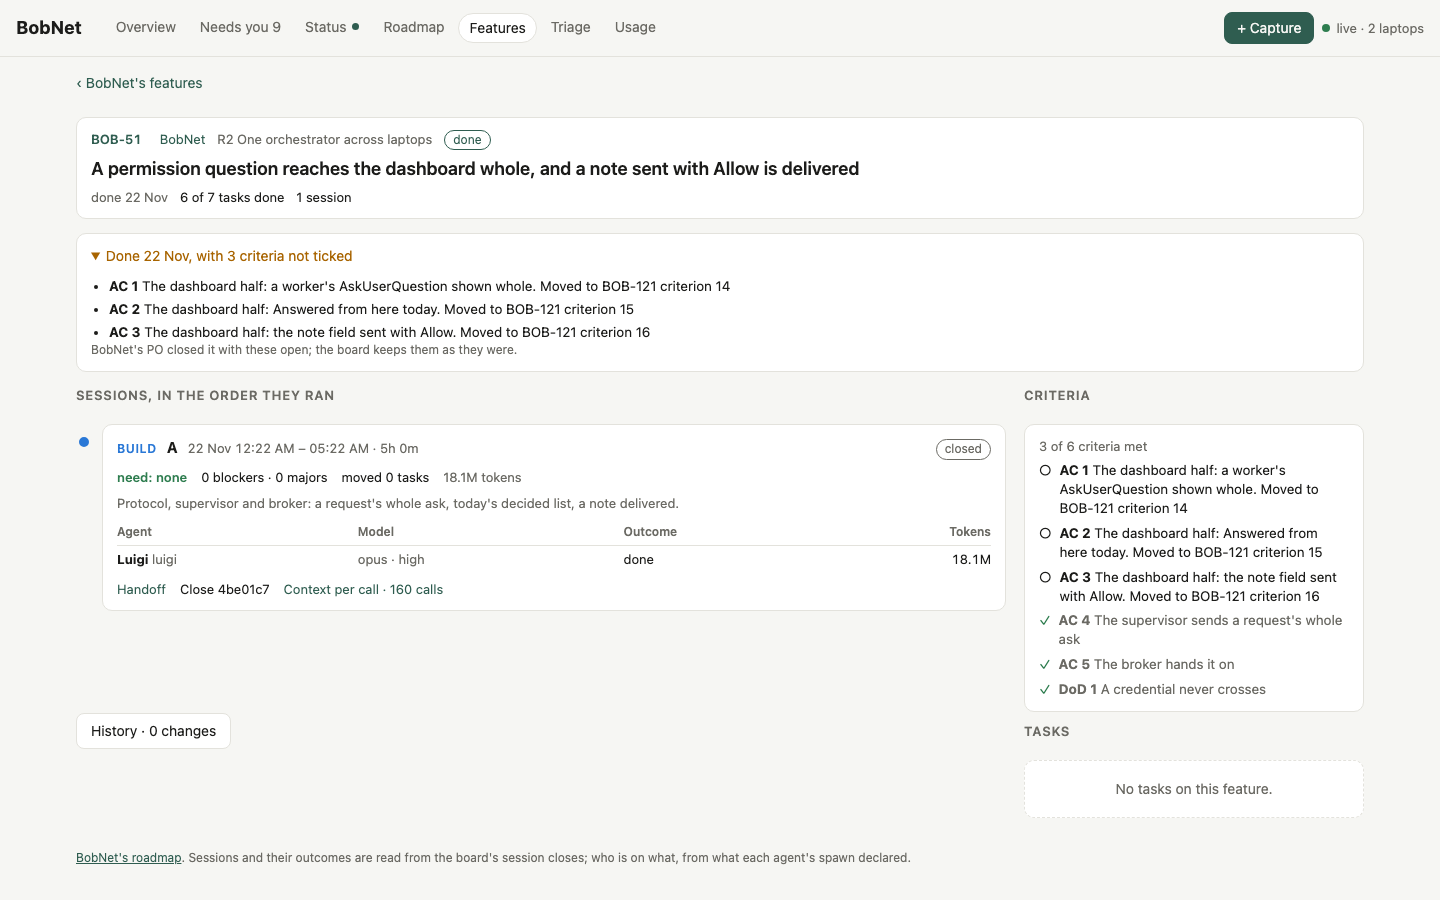 BobNet
Overview
Needs you 9
Status
Roadmap
Features
Triage
Usage
+ Capture
live · 2 laptops
‹ BobNet's features
BOB-51 BobNet R2 One orchestrator across laptops done
A permission question reaches the dashboard whole, and a note sent with Allow is delivered
done 22 Nov 6 of 7 tasks done 1 session
▼ Done 22 Nov, with 3 criteria not ticked
• AC 1 The dashboard half: a worker's AskUserQuestion shown whole. Moved to BOB-121 criterion 14
• AC 2 The dashboard half: Answered from here today. Moved to BOB-121 criterion 15
• AC 3 The dashboard half: the note field sent with Allow. Moved to BOB-121 criterion 16
BobNet's PO closed it with these open; the board keeps them as they were.
SESSIONS, IN THE ORDER THEY RAN
BUILD A 22 Nov 12:22 AM – 05:22 AM · 5h 0m closed
need: none 0 blockers · 0 majors moved 0 tasks 18.1M tokens
Protocol, supervisor and broker: a request's whole ask, today's decided list, a note delivered.
Agent Model Outcome Tokens
Luigi luigi opus · high done 18.1M
Handoff Close 4be01c7 Context per call · 160 calls
History · 0 changes
CRITERIA
3 of 6 criteria met
AC 1 The dashboard half: a worker's
AskUserQuestion shown whole. Moved to
BOB-121 criterion 14
AC 2 The dashboard half: Answered from
here today. Moved to BOB-121 criterion 15
AC 3 The dashboard half: the note field sent
with Allow. Moved to BOB-121 criterion 16
✓ AC 4 The supervisor sends a request's whole
ask
✓ AC 5 The broker hands it on
✓ DoD 1 A credential never crosses
TASKS
No tasks on this feature.
BobNet's roadmap. Sessions and their outcomes are read from the board's session closes; who is on what, from what each agent's spawn declared.